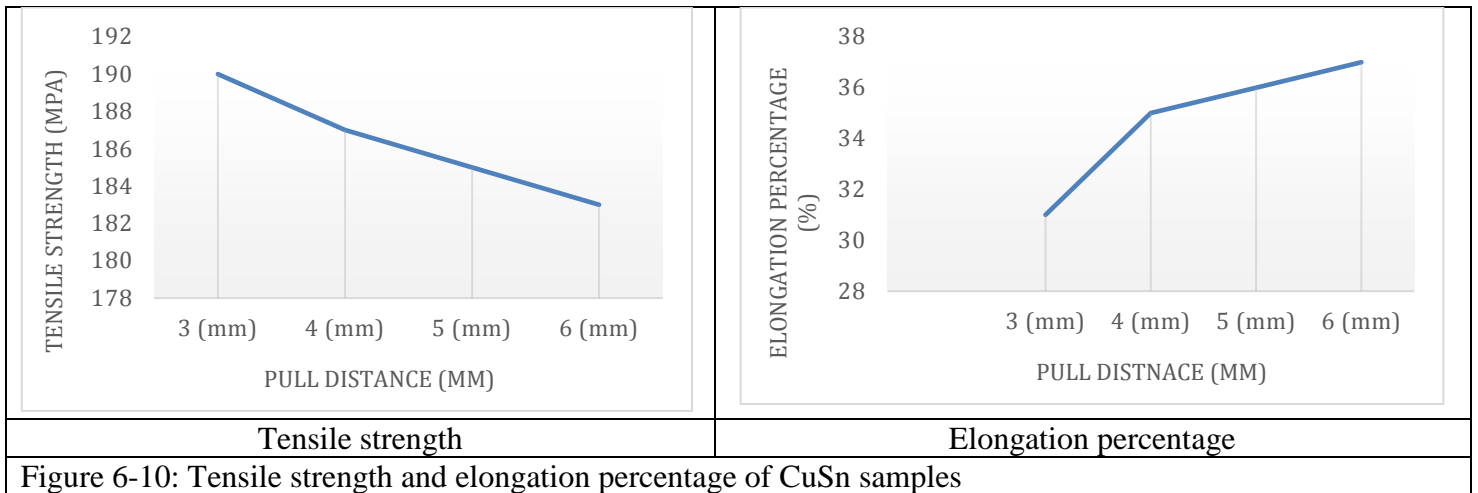 192
190
188
186
184
182
180
178
TENSILE STRENGTH (MPA)
3 (mm) 4 (mm) 5 (mm) 6 (mm)
PULL DISTANCE (MM)
38
36
34
32
30
28
ELONGATION PERCENTAGE
(%)
3 (mm) 4 (mm) 5 (mm) 6 (mm)
PULL DISTNACE (MM)
Tensile strength
Elongation percentage
Figure 6-10: Tensile strength and elongation percentage of CuSn samples